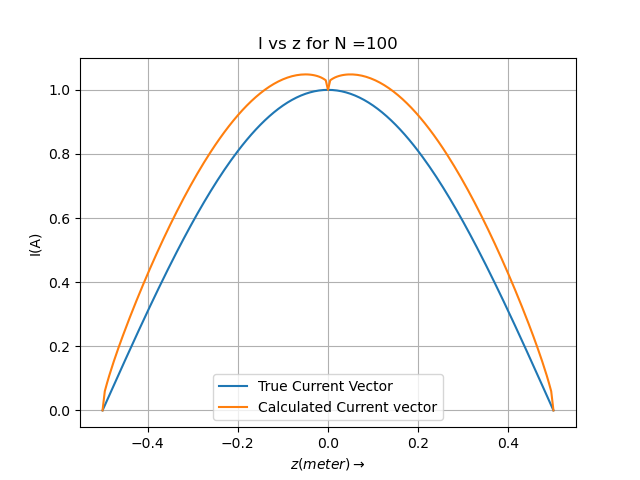 I vs z for N =100
I(A)
1.0
0.8
0.6
0.4
0.2
0.0
True Current Vector
Calculated Current vector
−0.4 −0.2 0.0 0.2 0.4
z(meter)→